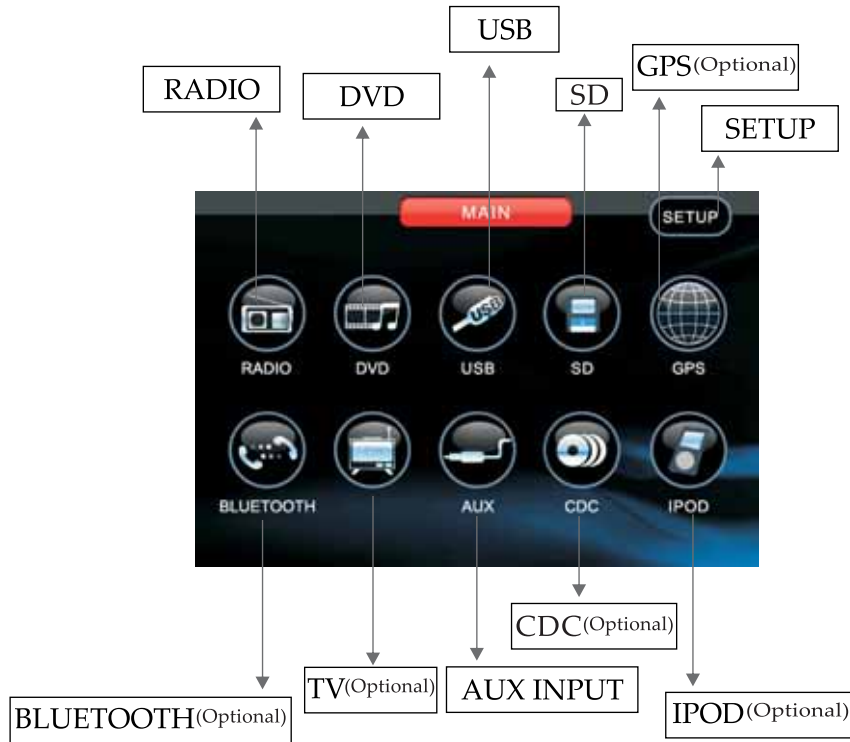 USB
GPS(Optional)
RADIO
DVD
SD
SETUP
MAIN
SETUP
USB
RADIO
DVD
USB
SD
GPS
BLUETOOTH
AUX
CDC
IPOD
CDC(Optional)
TV(Optional)
AUX INPUT
BLUETOOTH(Optional)
IPOD(Optional)